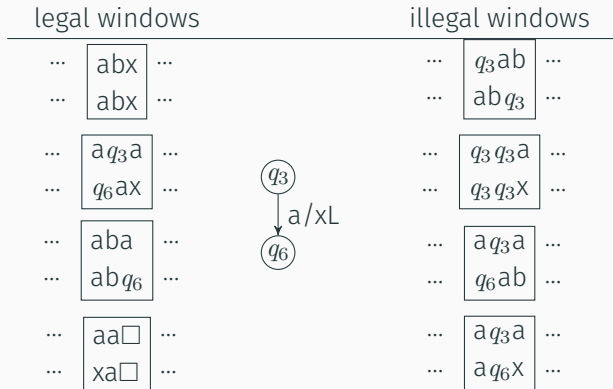 legal windows illegal windows
... abx ...
... abx ...
... aq₃a ...
... q₆ax ...
... aba ...
... abq₆ ...
... aa□ ...
... xa□ ...
q₃
a/xL
q₆
... q₃ab ...
... abq₃ ...
... q₃q₃a ...
... q₃q₃x ...
... aq₃a ...
... q₆ab ...
... aq₃a ...
... aq₆x ...